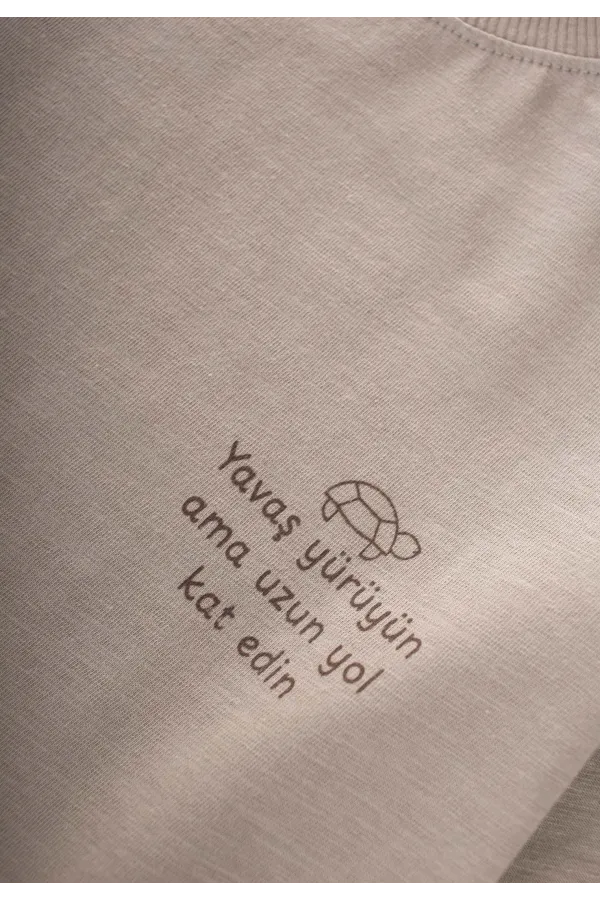 Yavaş yürüyün
ama uzun yol
kat edin